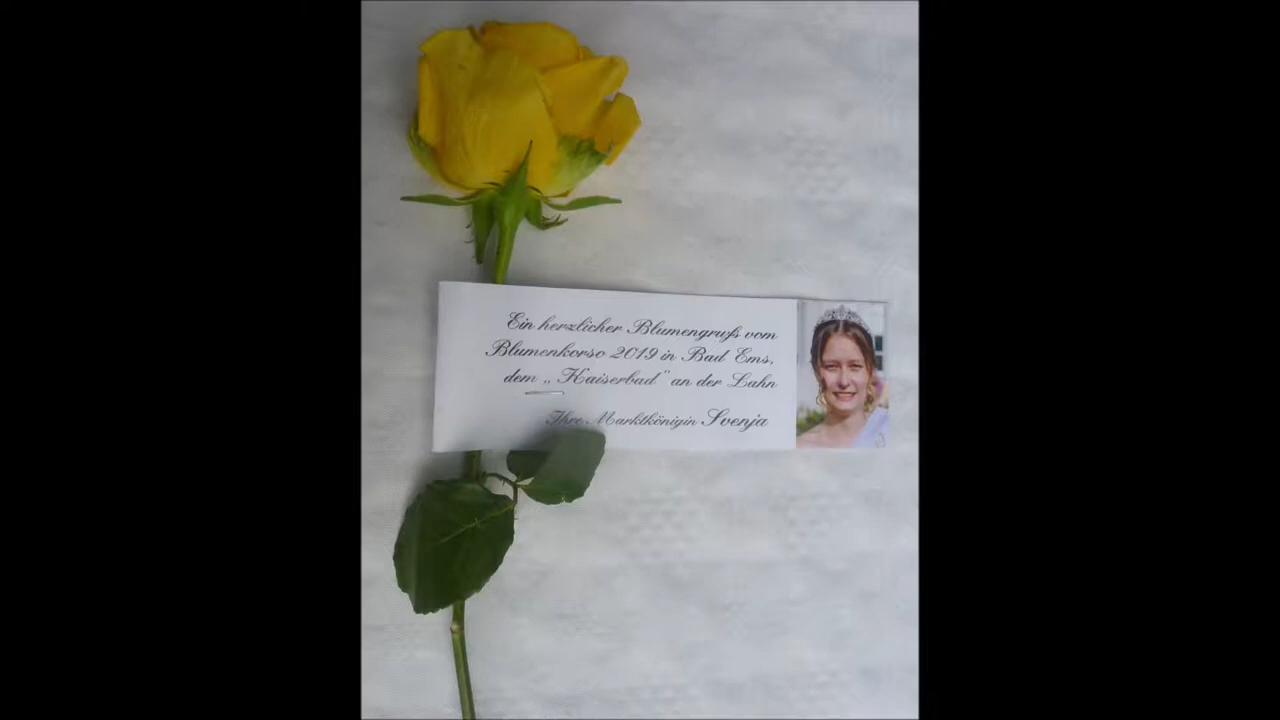 Ein herzlicher Blumengruß vom
Blumenkorso 2019 in Bad Ems,
dem „Kaiserbad" an der Lahn
Ihre Marktkönigin Svenja